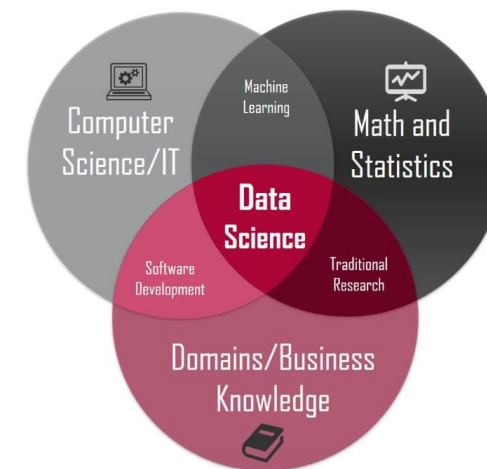 Machine
Learning
Computer
Science/IT
Math and
Statistics
Data
Science
Software
Development
Traditional
Research
Domains/Business
Knowledge